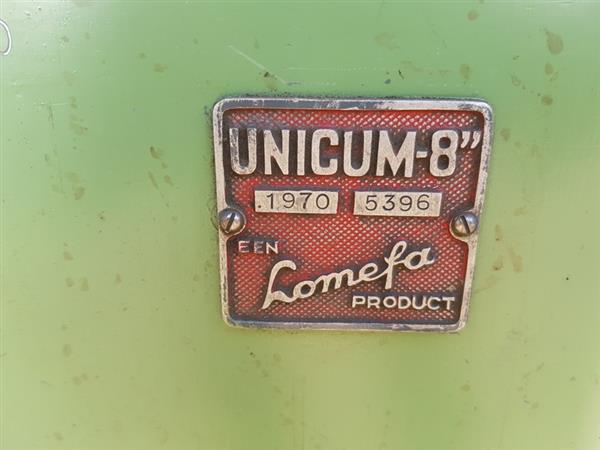 UNICUM-8"
1970 5396
EEN
Lomefa
PRODUCT